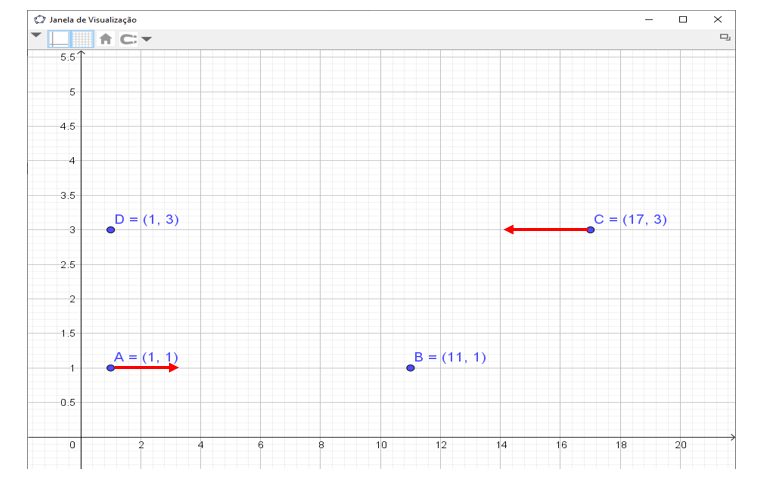 Janela de Visualização
5.5
5
4.5
4
3.5
D = (1, 3)
C = (17, 3)
3
2.5
2
1.5
A = (1, 1)
B = (11, 1)
1
0.5
0 2 4 6 8 10 12 14 16 18 20